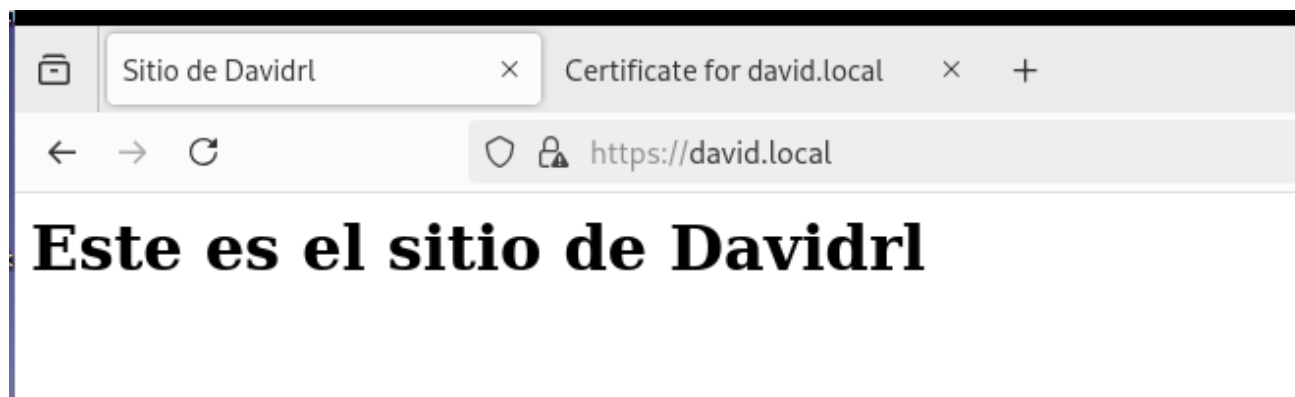 Sitio de Davidrl
Certificate for david.local
https://david.local
Este es el sitio de Davidrl